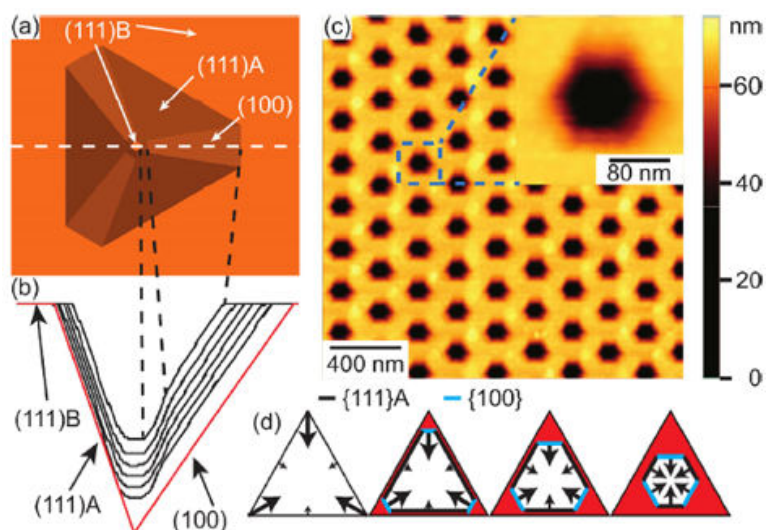 (a)
(111)B
(111)A
(100)
(b)
(111)B
(111)A
(100)
(c)
80 nm
400 nm
nm
60
40
20
0
{111}A
{100}
(d)